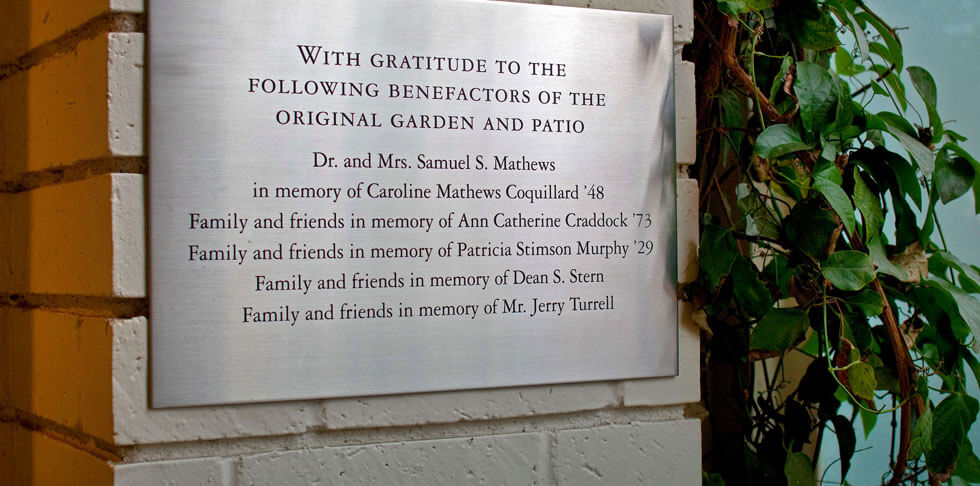 WITH GRATITUDE TO THE
FOLLOWING BENEFACTORS OF THE
ORIGINAL GARDEN AND PATIO
Dr. and Mrs. Samuel S. Mathews
in memory of Caroline Mathews Coquillard ’48
Family and friends in memory of Ann Catherine Craddock ’73
Family and friends in memory of Patricia Stimson Murphy ’29
Family and friends in memory of Dean S. Stern
Family and friends in memory of Mr. Jerry Turrell